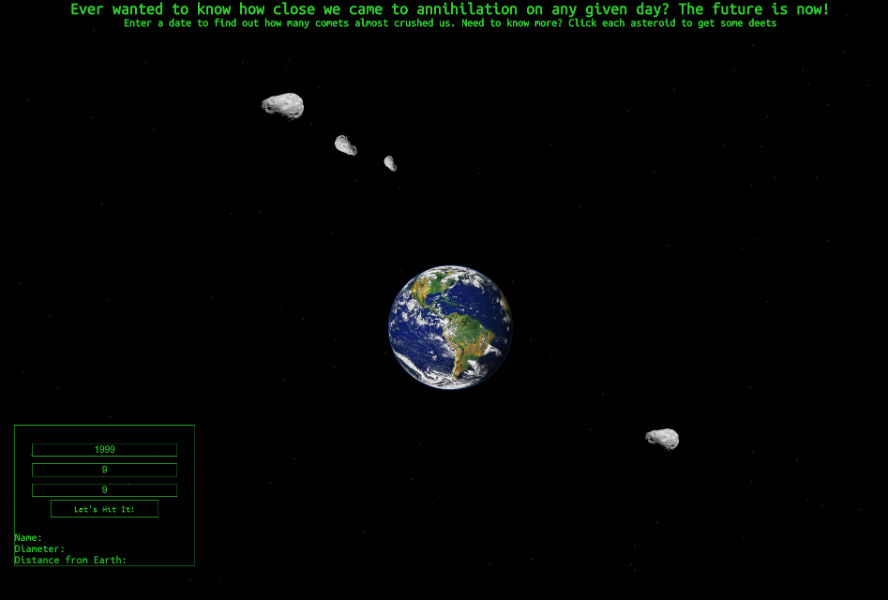 Ever wanted to know how close we came to annihilation on any given day? The future is now!
Enter a date to find out how many comets almost crushed us. Need to know more? Click each asteroid to get some deets
1999
9
9
Let's Hit It!
Name:
Diameter:
Distance from Earth: